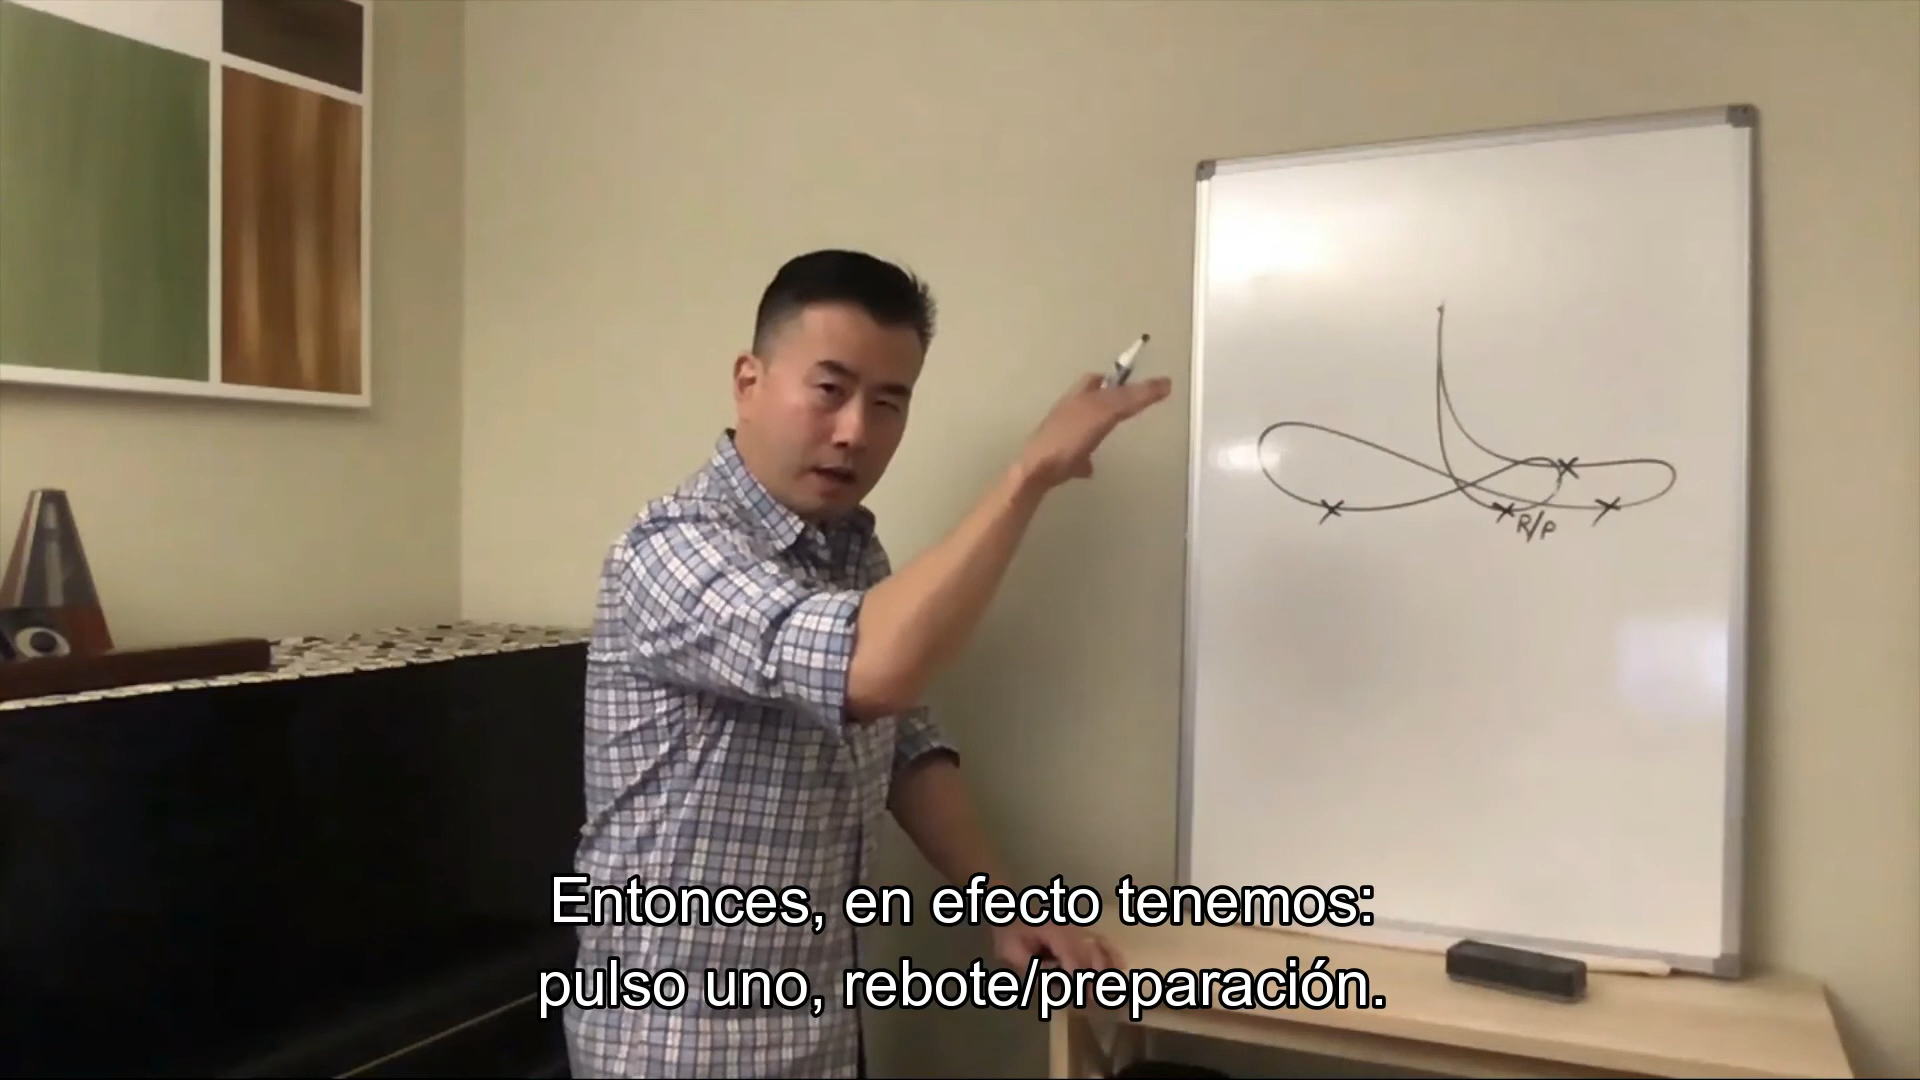 R/P
Entonces, en efecto tenemos:
pulso uno, rebote/preparación.